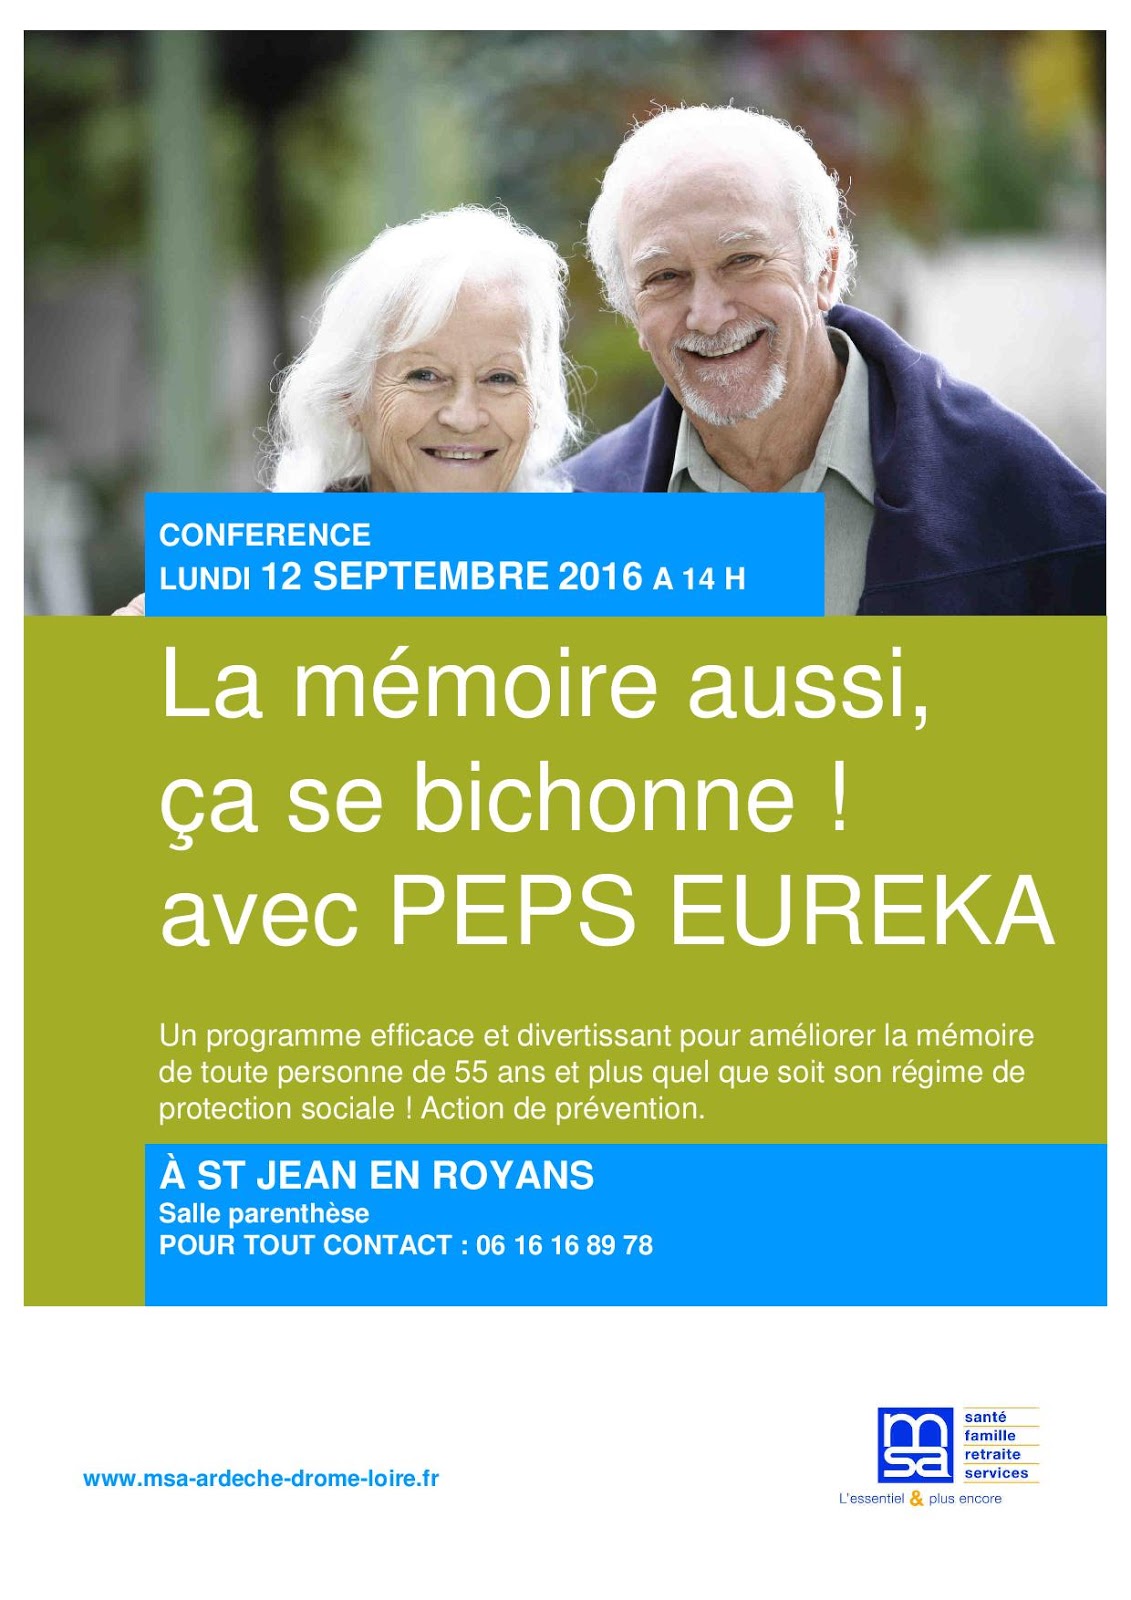 CONFERENCE
LUNDI 12 SEPTEMBRE 2016 A 14 H
La mémoire aussi,
ça se bichonne !
avec PEPS EUREKA
Un programme efficace et divertissant pour améliorer la mémoire
de toute personne de 55 ans et plus quel que soit son régime de
protection sociale ! Action de prévention.
À ST JEAN EN ROYANS
Salle parenthèse
POUR TOUT CONTACT : 06 16 16 89 78
www.msa-ardeche-drome-loire.fr
msa
santé
famille
retraite
services
L'essentiel & plus encore